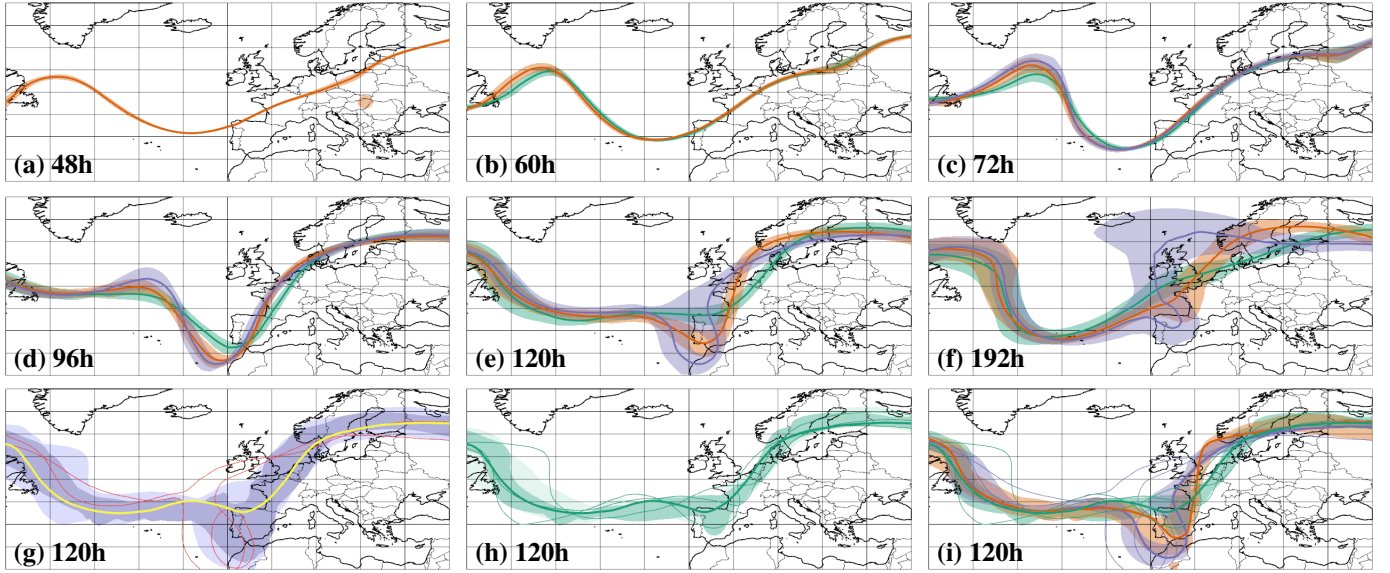 (a) 48h
(b) 60h
(c) 72h
(d) 96h
(e) 120h
(f) 192h
(g) 120h
(h) 120h
(i) 120h